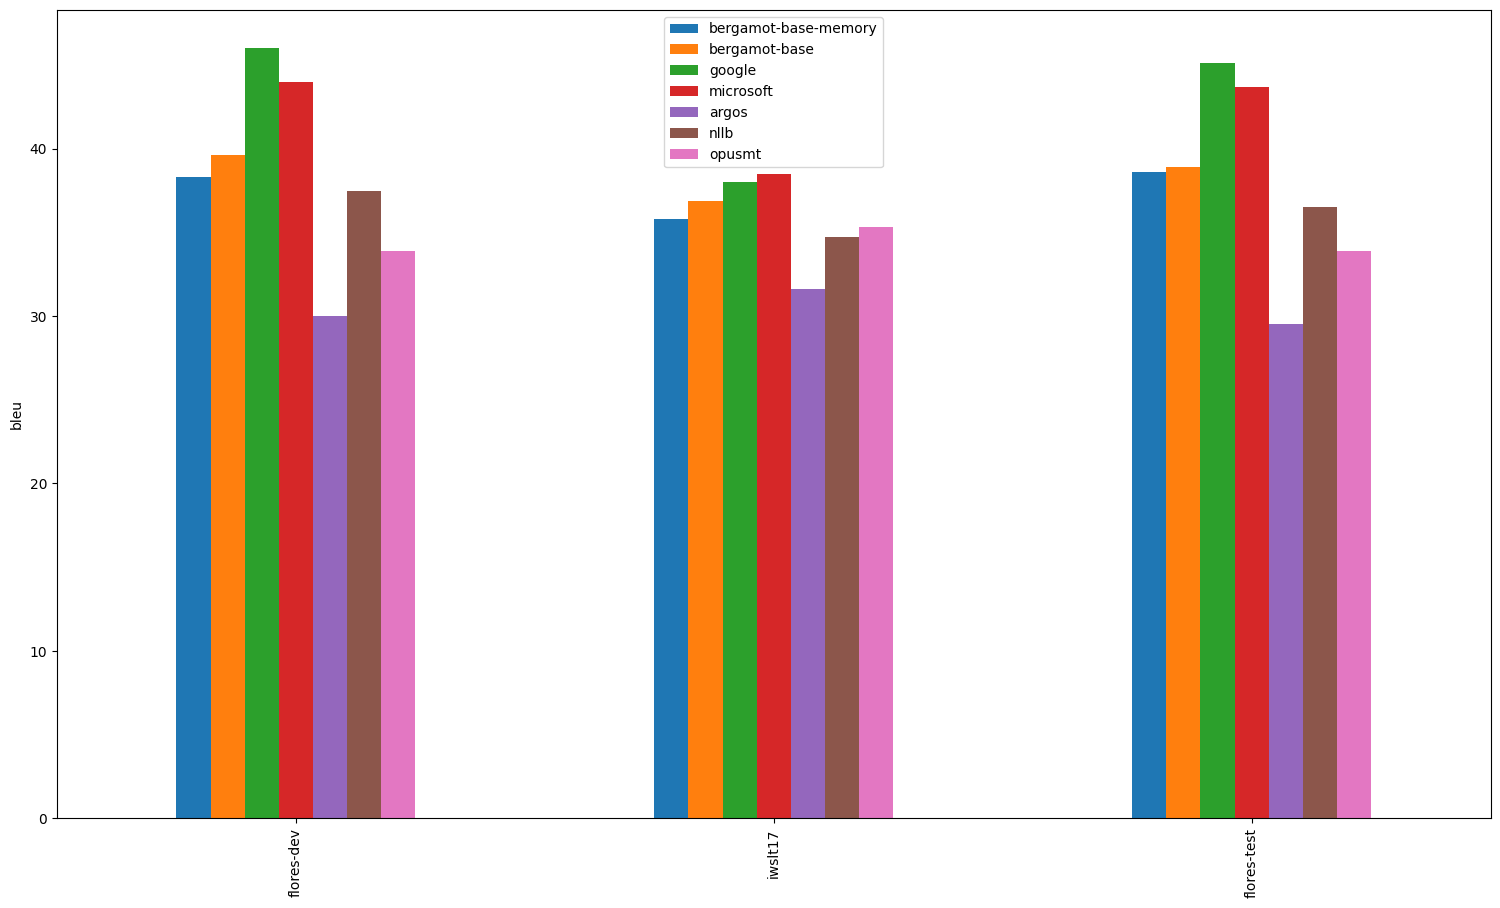 bergamot-base-memory
bergamot-base
google
microsoft
argos
nllb
opusmt
bleu
40
30
20
10
0
flores-dev
iwslt17
flores-test